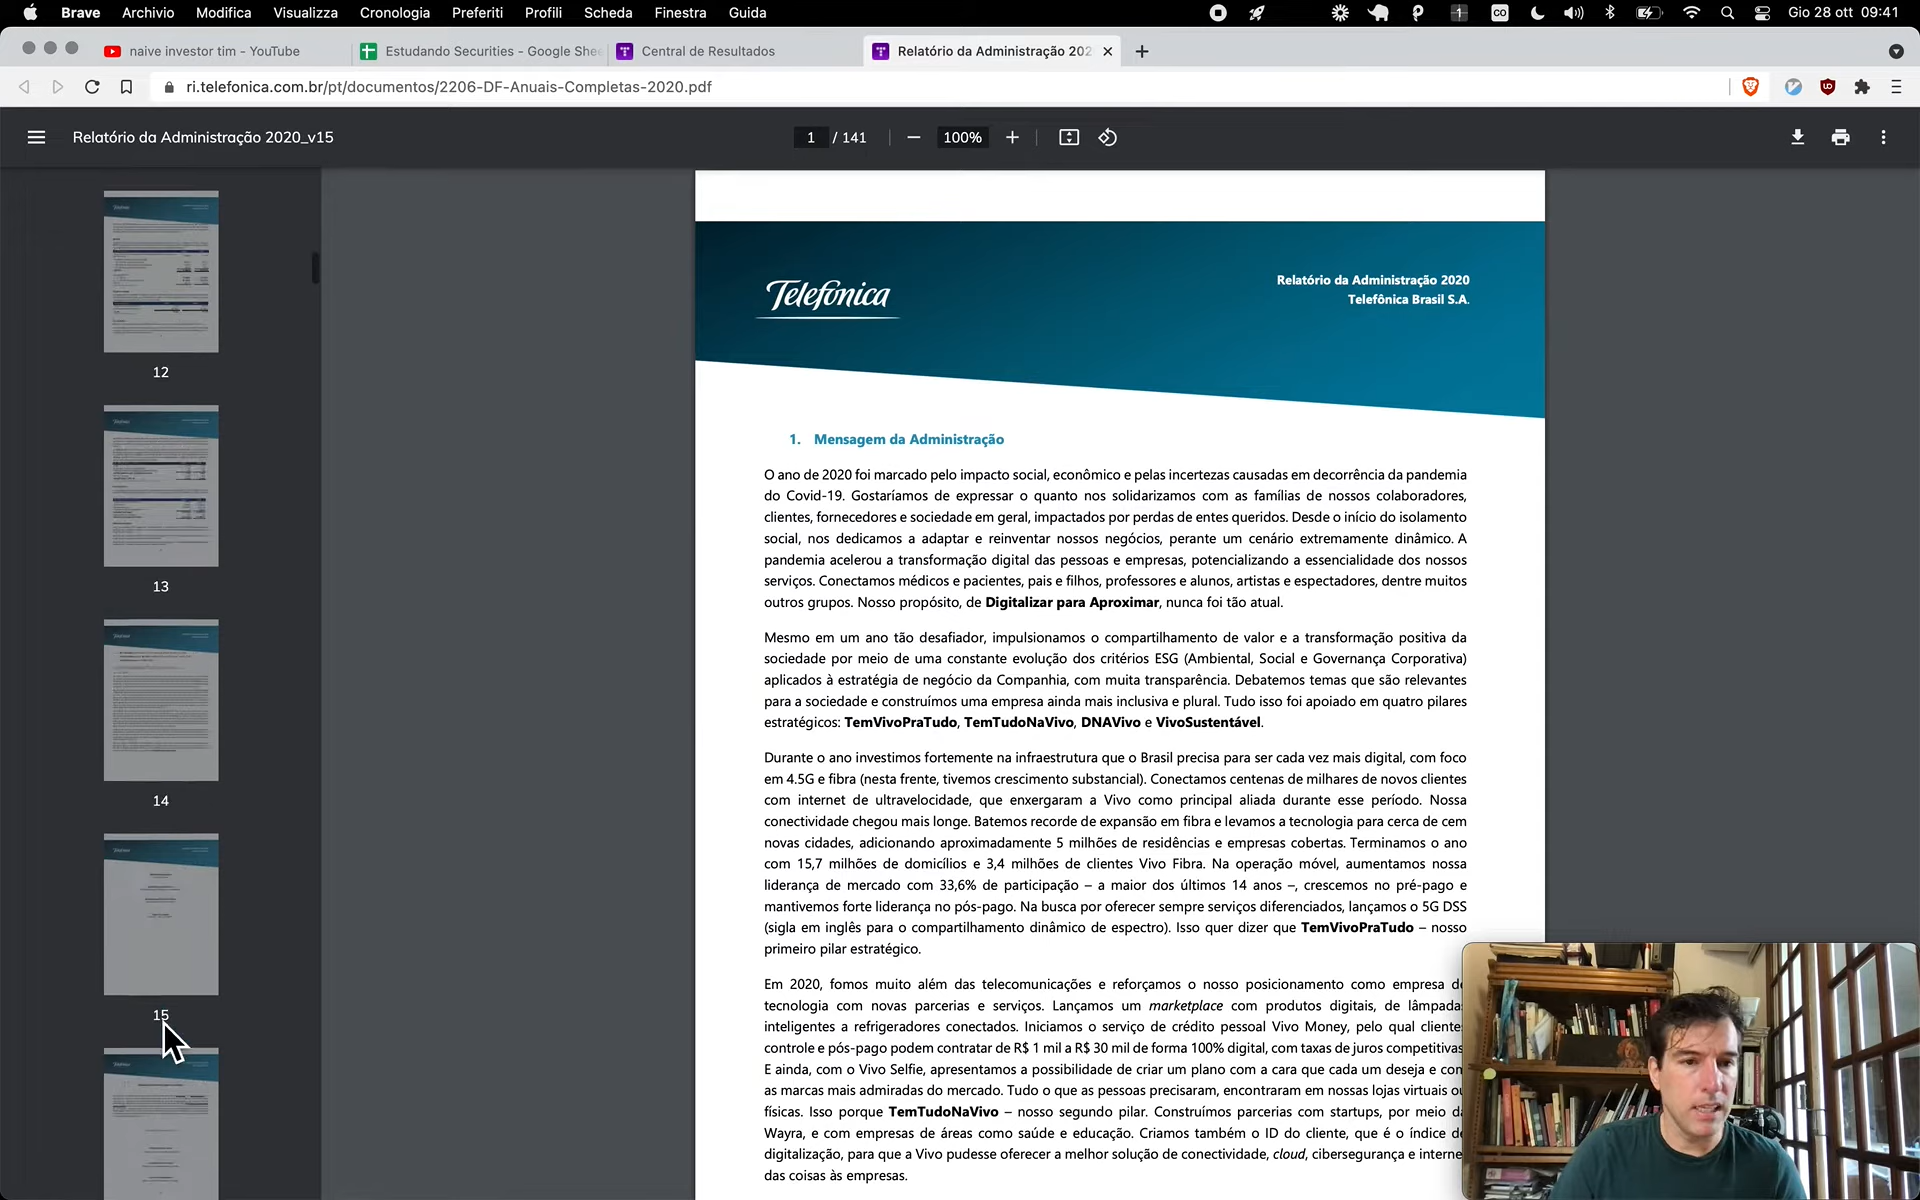 Brave Archivio Modifica Visualizza Cronologia Preferiti Profili Scheda Finestra Guida
1 CO Gio 28 ott 09:41
naive investor tim - YouTube
Estudando Securities - Google She
Central de Resultados
Relatório da Administração 202
ri.telefonica.com.br/pt/documentos/2206-DF-Anuais-Completas-2020.pdf
Relatório da Administração 2020_v15
1 / 141
100%
12
13
14
15
Telefónica
Relatório da Administração 2020
Telefônica Brasil S.A.
1. Mensagem da Administração
O ano de 2020 foi marcado pelo impacto social, econômico e pelas incertezas causadas em decorrência da pandemia
do Covid-19. Gostaríamos de expressar o quanto nos solidarizamos com as famílias de nossos colaboradores,
clientes, fornecedores e sociedade em geral, impactados por perdas de entes queridos. Desde o início do isolamento
social, nos dedicamos a adaptar e reinventar nossos negócios, perante um cenário extremamente dinâmico. A
pandemia acelerou a transformação digital das pessoas e empresas, potencializando a essencialidade dos nossos
serviços. Conectamos médicos e pacientes, pais e filhos, professores e alunos, artistas e espectadores, dentre muitos
outros grupos. Nosso propósito, de Digitalizar para Aproximar, nunca foi tão atual.
Mesmo em um ano tão desafiador, impulsionamos o compartilhamento de valor e a transformação positiva da
sociedade por meio de uma constante evolução dos critérios ESG (Ambiental, Social e Governança Corporativa)
aplicados à estratégia de negócio da Companhia, com muita transparência. Debatemos temas que são relevantes
para a sociedade e construímos uma empresa ainda mais inclusiva e plural. Tudo isso foi apoiado em quatro pilares
estratégicos: TemVivoPraTudo, TemTudoNaVivo, DNAVivo e VivoSustentável.
Durante o ano investimos fortemente na infraestrutura que o Brasil precisa para ser cada vez mais digital, com foco
em 4.5G e fibra (nesta frente, tivemos crescimento substancial). Conectamos centenas de milhares de novos clientes
com internet de ultravelocidade, que enxergaram a Vivo como principal aliada durante esse período. Nossa
conectividade chegou mais longe. Batemos recorde de expansão em fibra e levamos a tecnologia para cerca de cem
novas cidades, adicionando aproximadamente 5 milhões de residências e empresas cobertas. Terminamos o ano
com 15,7 milhões de domicílios e 3,4 milhões de clientes Vivo Fibra. Na operação móvel, aumentamos nossa
liderança de mercado com 33,6% de participação – a maior dos últimos 14 anos –, crescemos no pré-pago e
mantivemos forte liderança no pós-pago. Na busca por oferecer sempre serviços diferenciados, lançamos o 5G DSS
(sigla em inglês para o compartilhamento dinâmico de espectro). Isso quer dizer que TemVivoPraTudo – nosso
primeiro pilar estratégico.
Em 2020, fomos muito além das telecomunicações e reforçamos o nosso posicionamento como empresa d
tecnologia com novas parcerias e serviços. Lançamos um marketplace com produtos digitais, de lâmpada
inteligentes a refrigeradores conectados. Iniciamos o serviço de crédito pessoal Vivo Money, pelo qual cliente
controle e pós-pago podem contratar de R$ 1 mil a R$ 30 mil de forma 100% digital, com taxas de juros competitivas
E ainda, com o Vivo Selfie, apresentamos a possibilidade de criar um plano com a cara que cada um deseja e com
as marcas mais admiradas do mercado. Tudo o que as pessoas precisaram, encontraram em nossas lojas virtuais o
físicas. Isso porque TemTudoNaVivo – nosso segundo pilar. Construímos parcerias com startups, por meio d
Wayra, e com empresas de áreas como saúde e educação. Criamos também o ID do cliente, que é o índice d
digitalização, para que a Vivo pudesse oferecer a melhor solução de conectividade, cloud, cibersegurança e interne
das coisas às empresas.